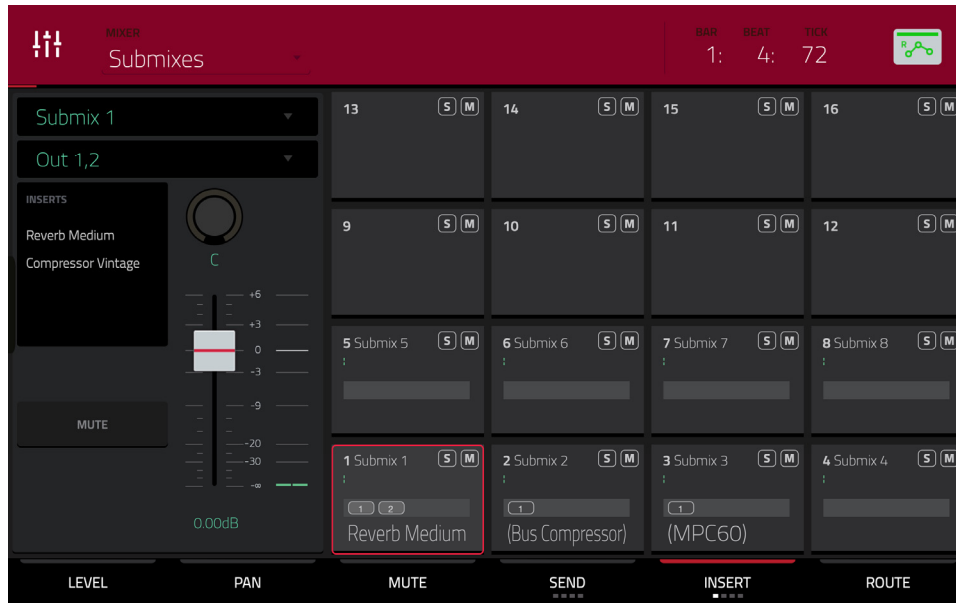 MIXER
Submixes
BAR BEAT TICK
1: 4: 72
R
Submix 1
Out 1,2
INSERTS
Reverb Medium
Compressor Vintage
C
+6
+3
0
-3
-9
-20
-30
-∞
0.00dB
MUTE
13 S M
14 S M
15 S M
16 S M
9 S M
10 S M
11 S M
12 S M
5 Submix 5 S M
6 Submix 6 S M
7 Submix 7 S M
8 Submix 8 S M
1 Submix 1 S M
1 2
Reverb Medium
2 Submix 2 S M
1
(Bus Compressor)
3 Submix 3 S M
1
(MPC60)
4 Submix 4 S M
LEVEL PAN MUTE SEND INSERT ROUTE